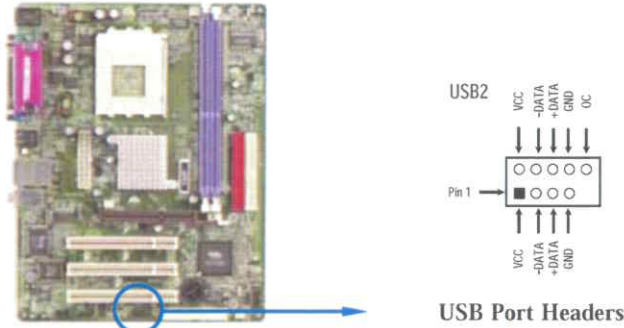 USB2
VCC
-DATA
+DATA
GND
OC
Pin 1
VCC
-DATA
+DATA
GND
USB Port Headers